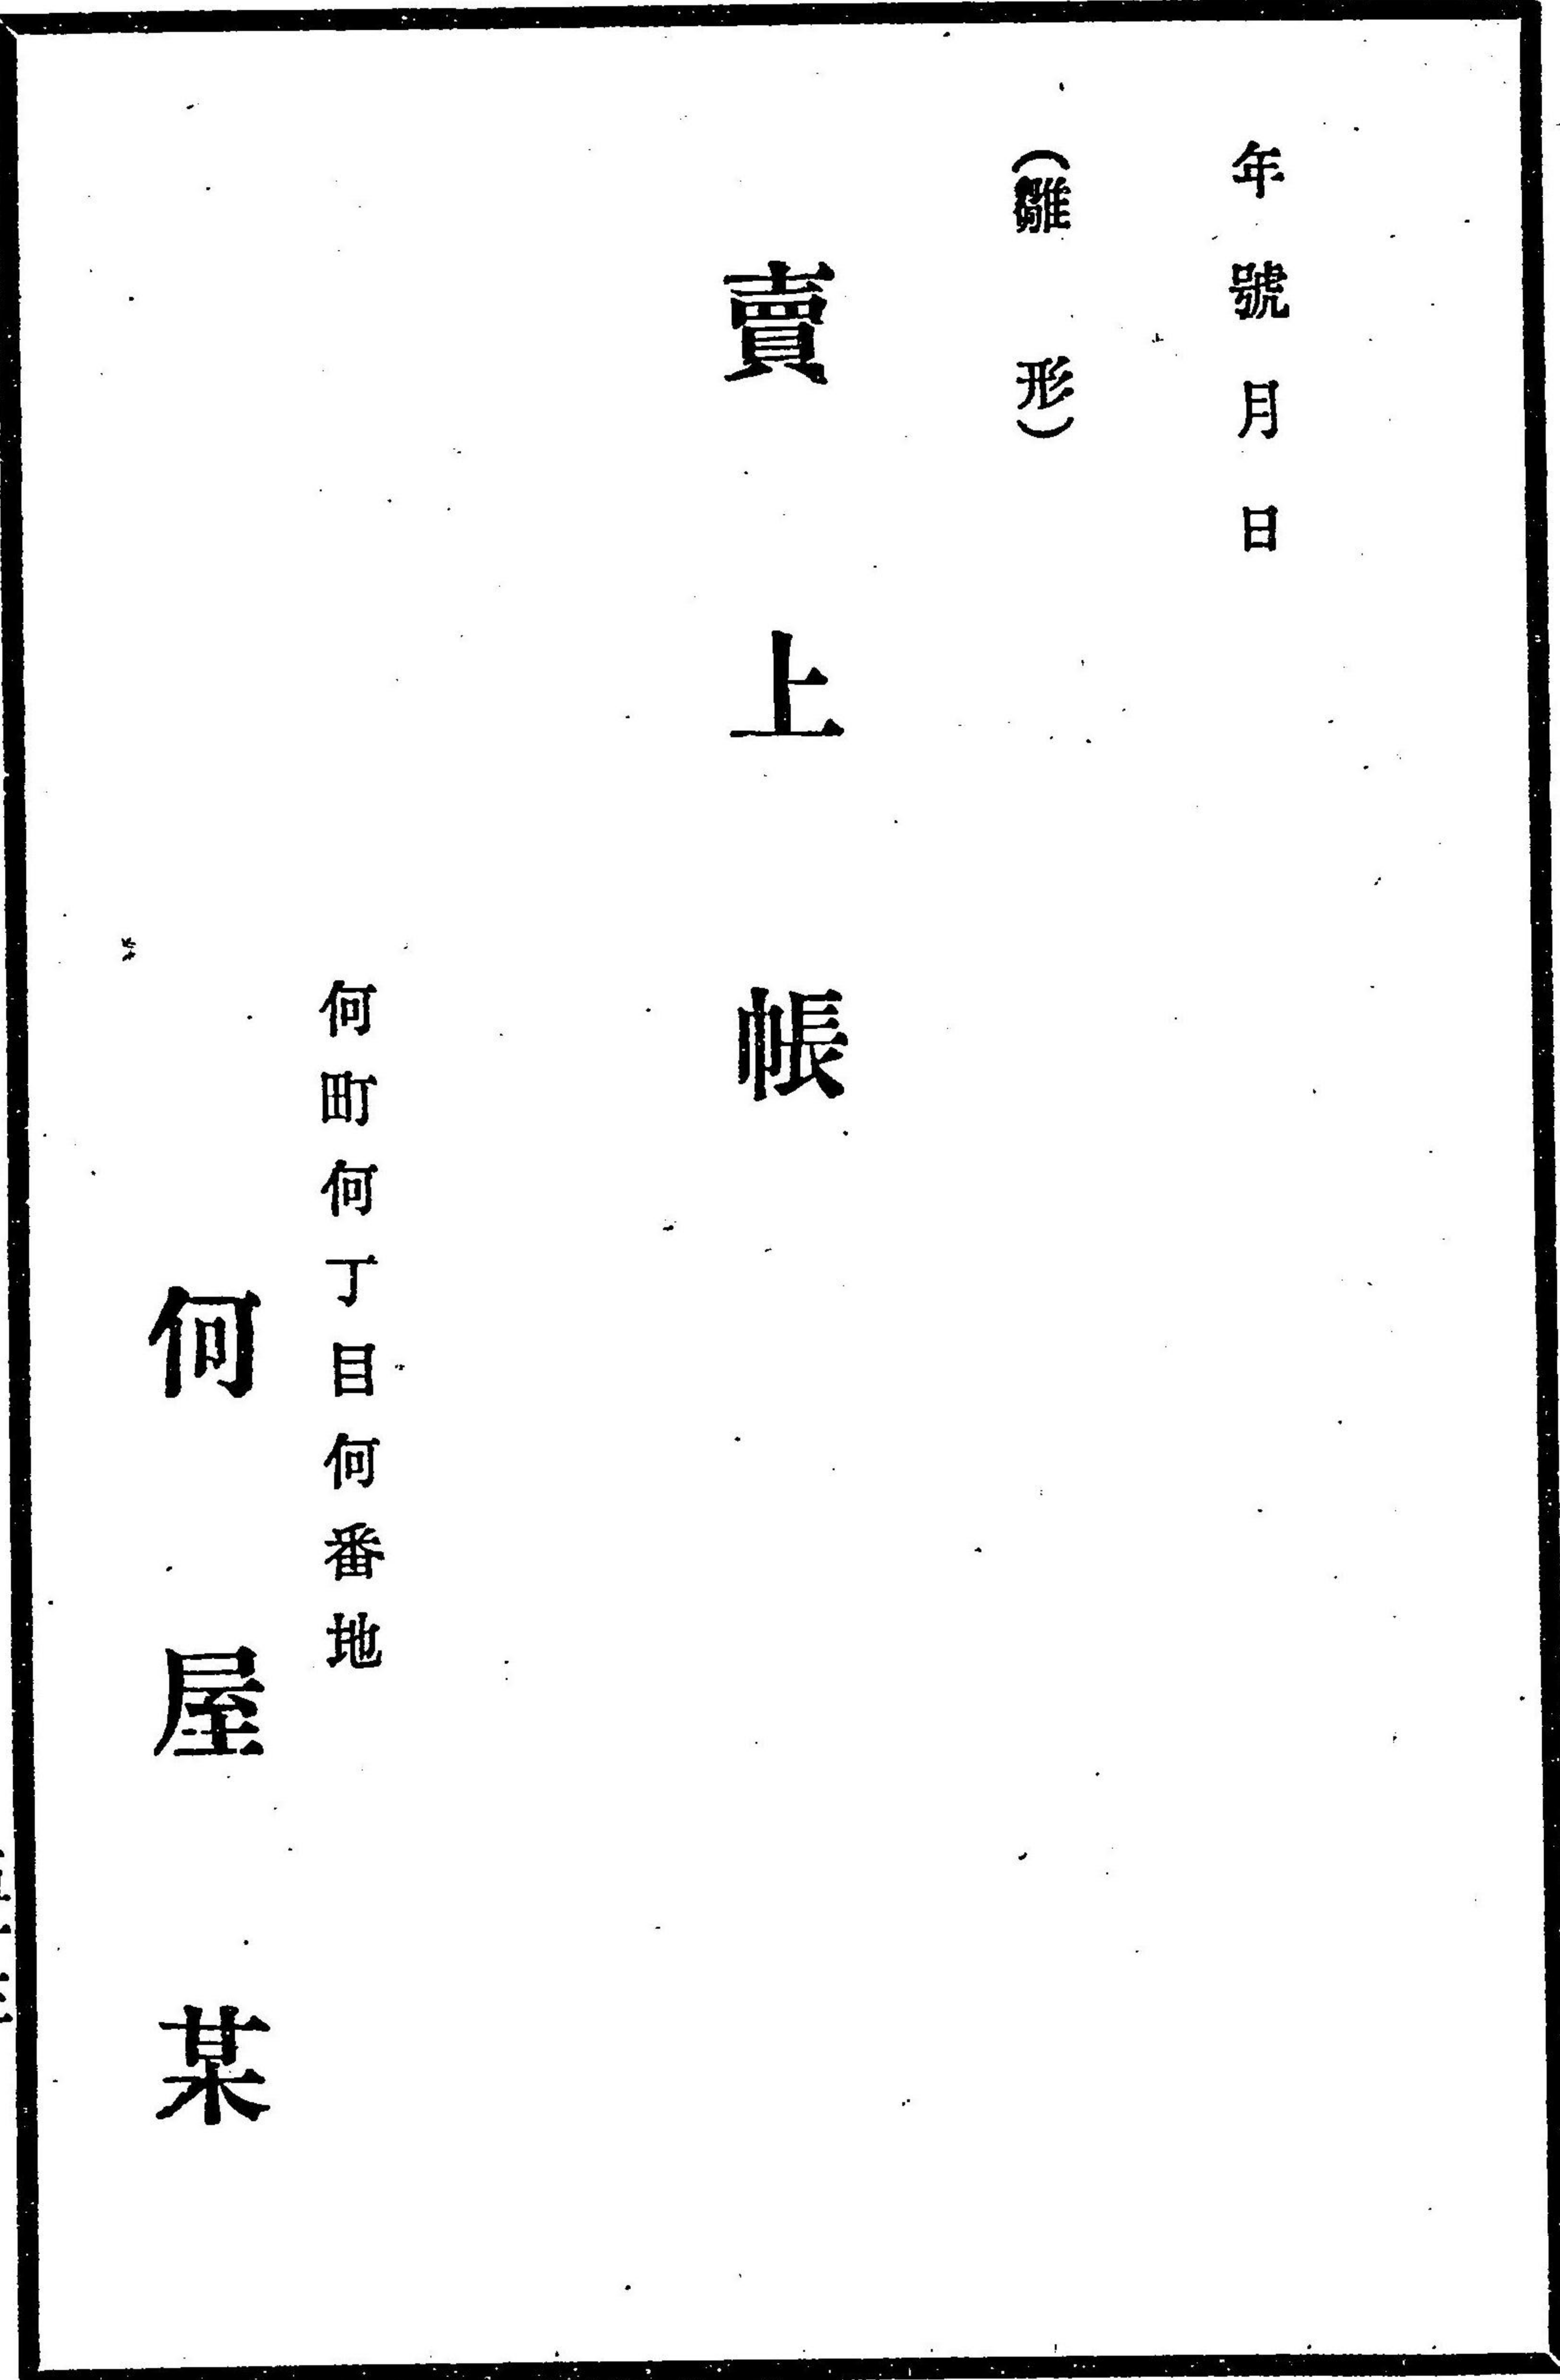 年號月日
（雛形）
賣上帳
何町何丁目何番地
何屋某